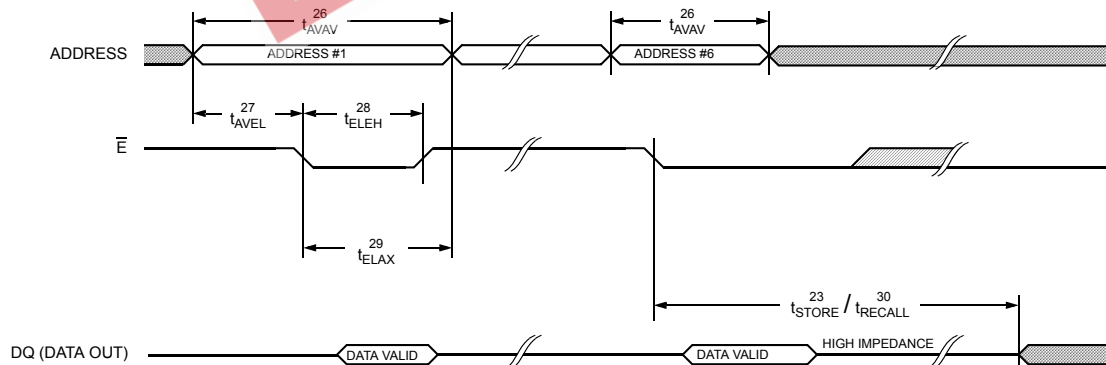 26
tAVAV
26
tAVAV
ADDRESS
ADDRESS #1
ADDRESS #6
27
tAVEL
28
tELEH
E
29
tELAX
23
tSTORE / 30
tRECALL
DQ (DATA OUT)
DATA VALID
DATA VALID
HIGH IMPEDANCE